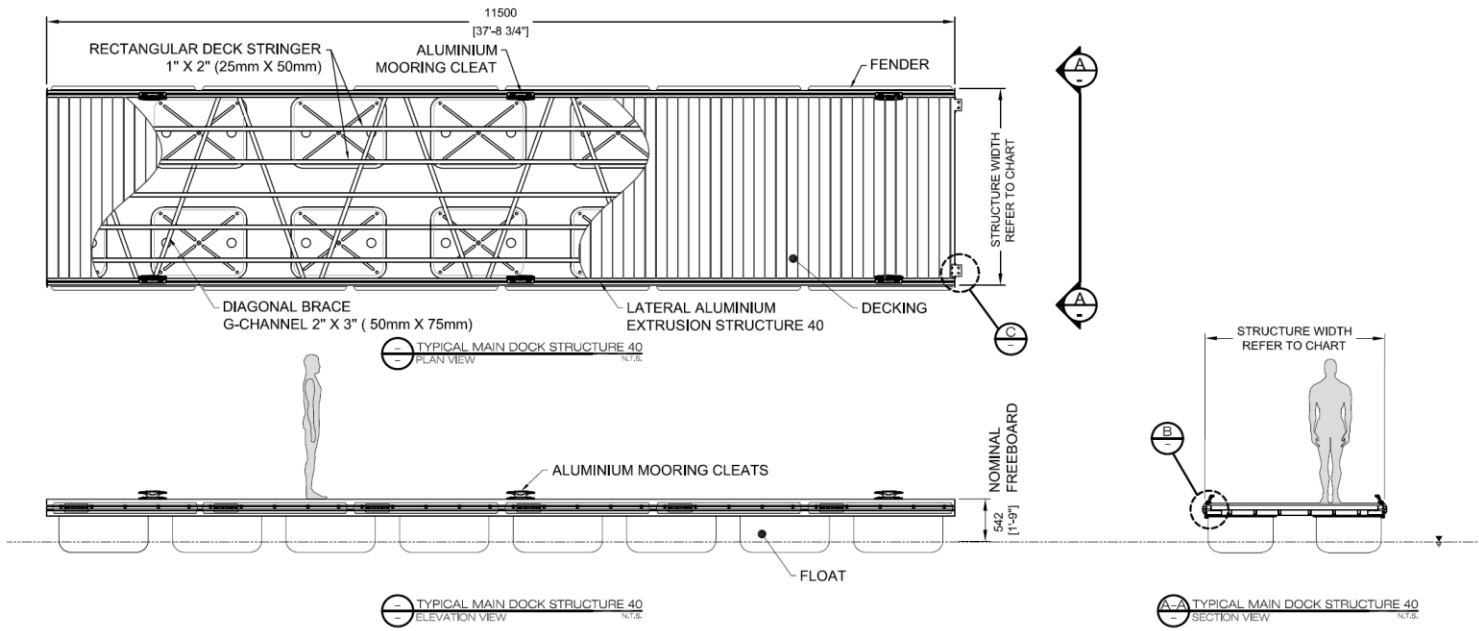 11500
[37'-8 3/4"]
RECTANGULAR DECK STRINGER
1" X 2" (25mm X 50mm)
ALUMINIUM
MOORING CLEAT
FENDER
A
-
STRUCTURE WIDTH
REFER TO CHART
A
-
DIAGONAL BRACE
G-CHANNEL 2" X 3" ( 50mm X 75mm)
LATERAL ALUMINIUM
EXTRUSION STRUCTURE 40
DECKING
C
-
-
-
TYPICAL MAIN DOCK STRUCTURE 40
PLAN VIEW
N.T.S.
STRUCTURE WIDTH
REFER TO CHART
ALUMINIUM MOORING CLEATS
NOMINAL
FREEBOARD
542
[1'-9"]
B
-
FLOAT
-
-
TYPICAL MAIN DOCK STRUCTURE 40
ELEVATION VIEW
N.T.S.
A-A
-
TYPICAL MAIN DOCK STRUCTURE 40
SECTION VIEW
N.T.S.